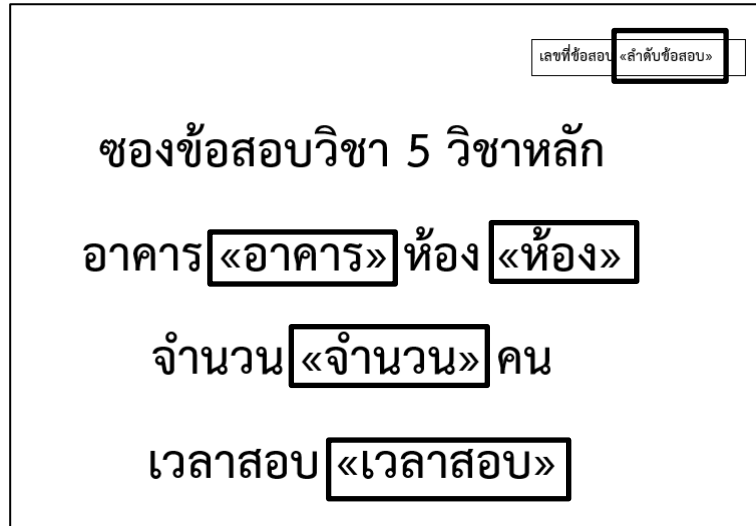 เลขที่ข้อสอบ «ลำดับข้อสอบ»
ซองข้อสอบวิชา 5 วิชาหลัก
อาคาร «อาคาร» ห้อง «ห้อง»
จำนวน «จำนวน» คน
เวลาสอบ «เวลาสอบ»